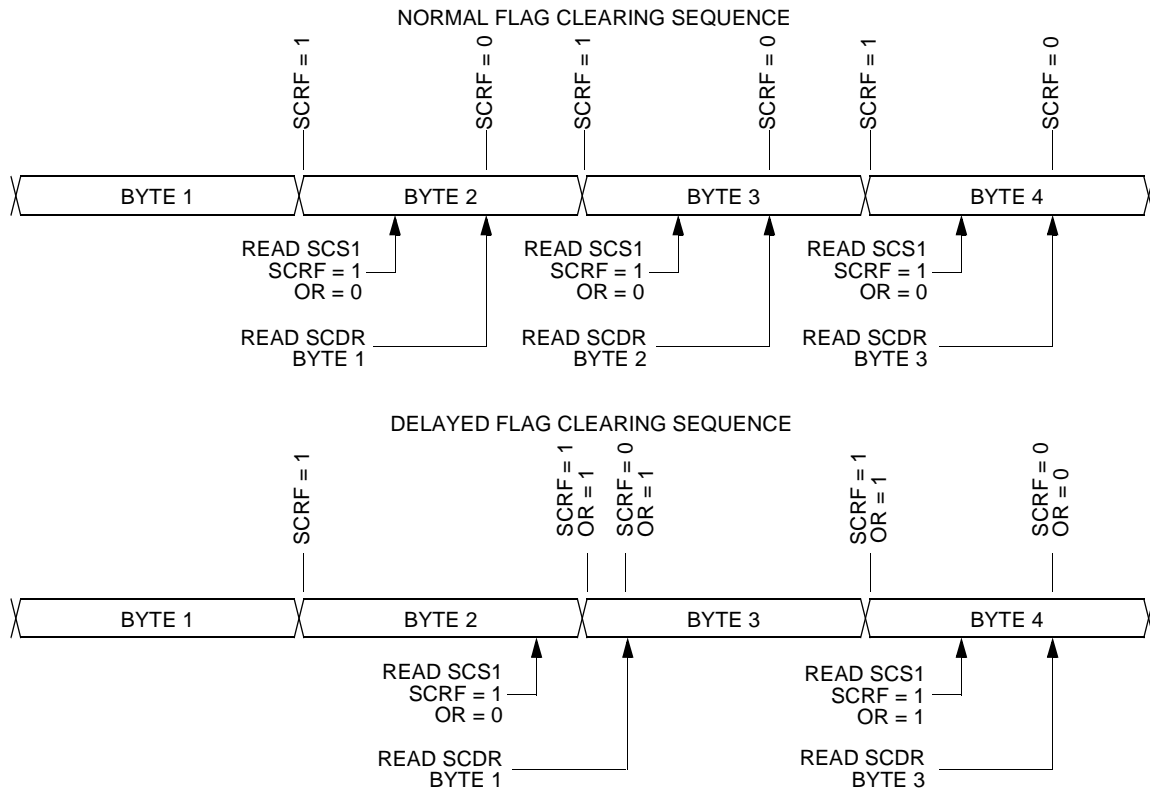 NORMAL FLAG CLEARING SEQUENCE
SCRF = 1
SCRF = 0
SCRF = 1
SCRF = 0
SCRF = 1
SCRF = 0
BYTE 1
BYTE 2
BYTE 3
BYTE 4
READ SCS1
SCRF = 1
OR = 0
READ SCS1
SCRF = 1
OR = 0
READ SCS1
SCRF = 1
OR = 0
READ SCDR
BYTE 1
READ SCDR
BYTE 2
READ SCDR
BYTE 3
DELAYED FLAG CLEARING SEQUENCE
SCRF = 1
SCRF = 1
OR = 1
SCRF = 0
OR = 1
SCRF = 1
OR = 1
SCRF = 0
OR = 0
BYTE 1
BYTE 2
BYTE 3
BYTE 4
READ SCS1
SCRF = 1
OR = 0
READ SCS1
SCRF = 1
OR = 1
READ SCDR
BYTE 1
READ SCDR
BYTE 3